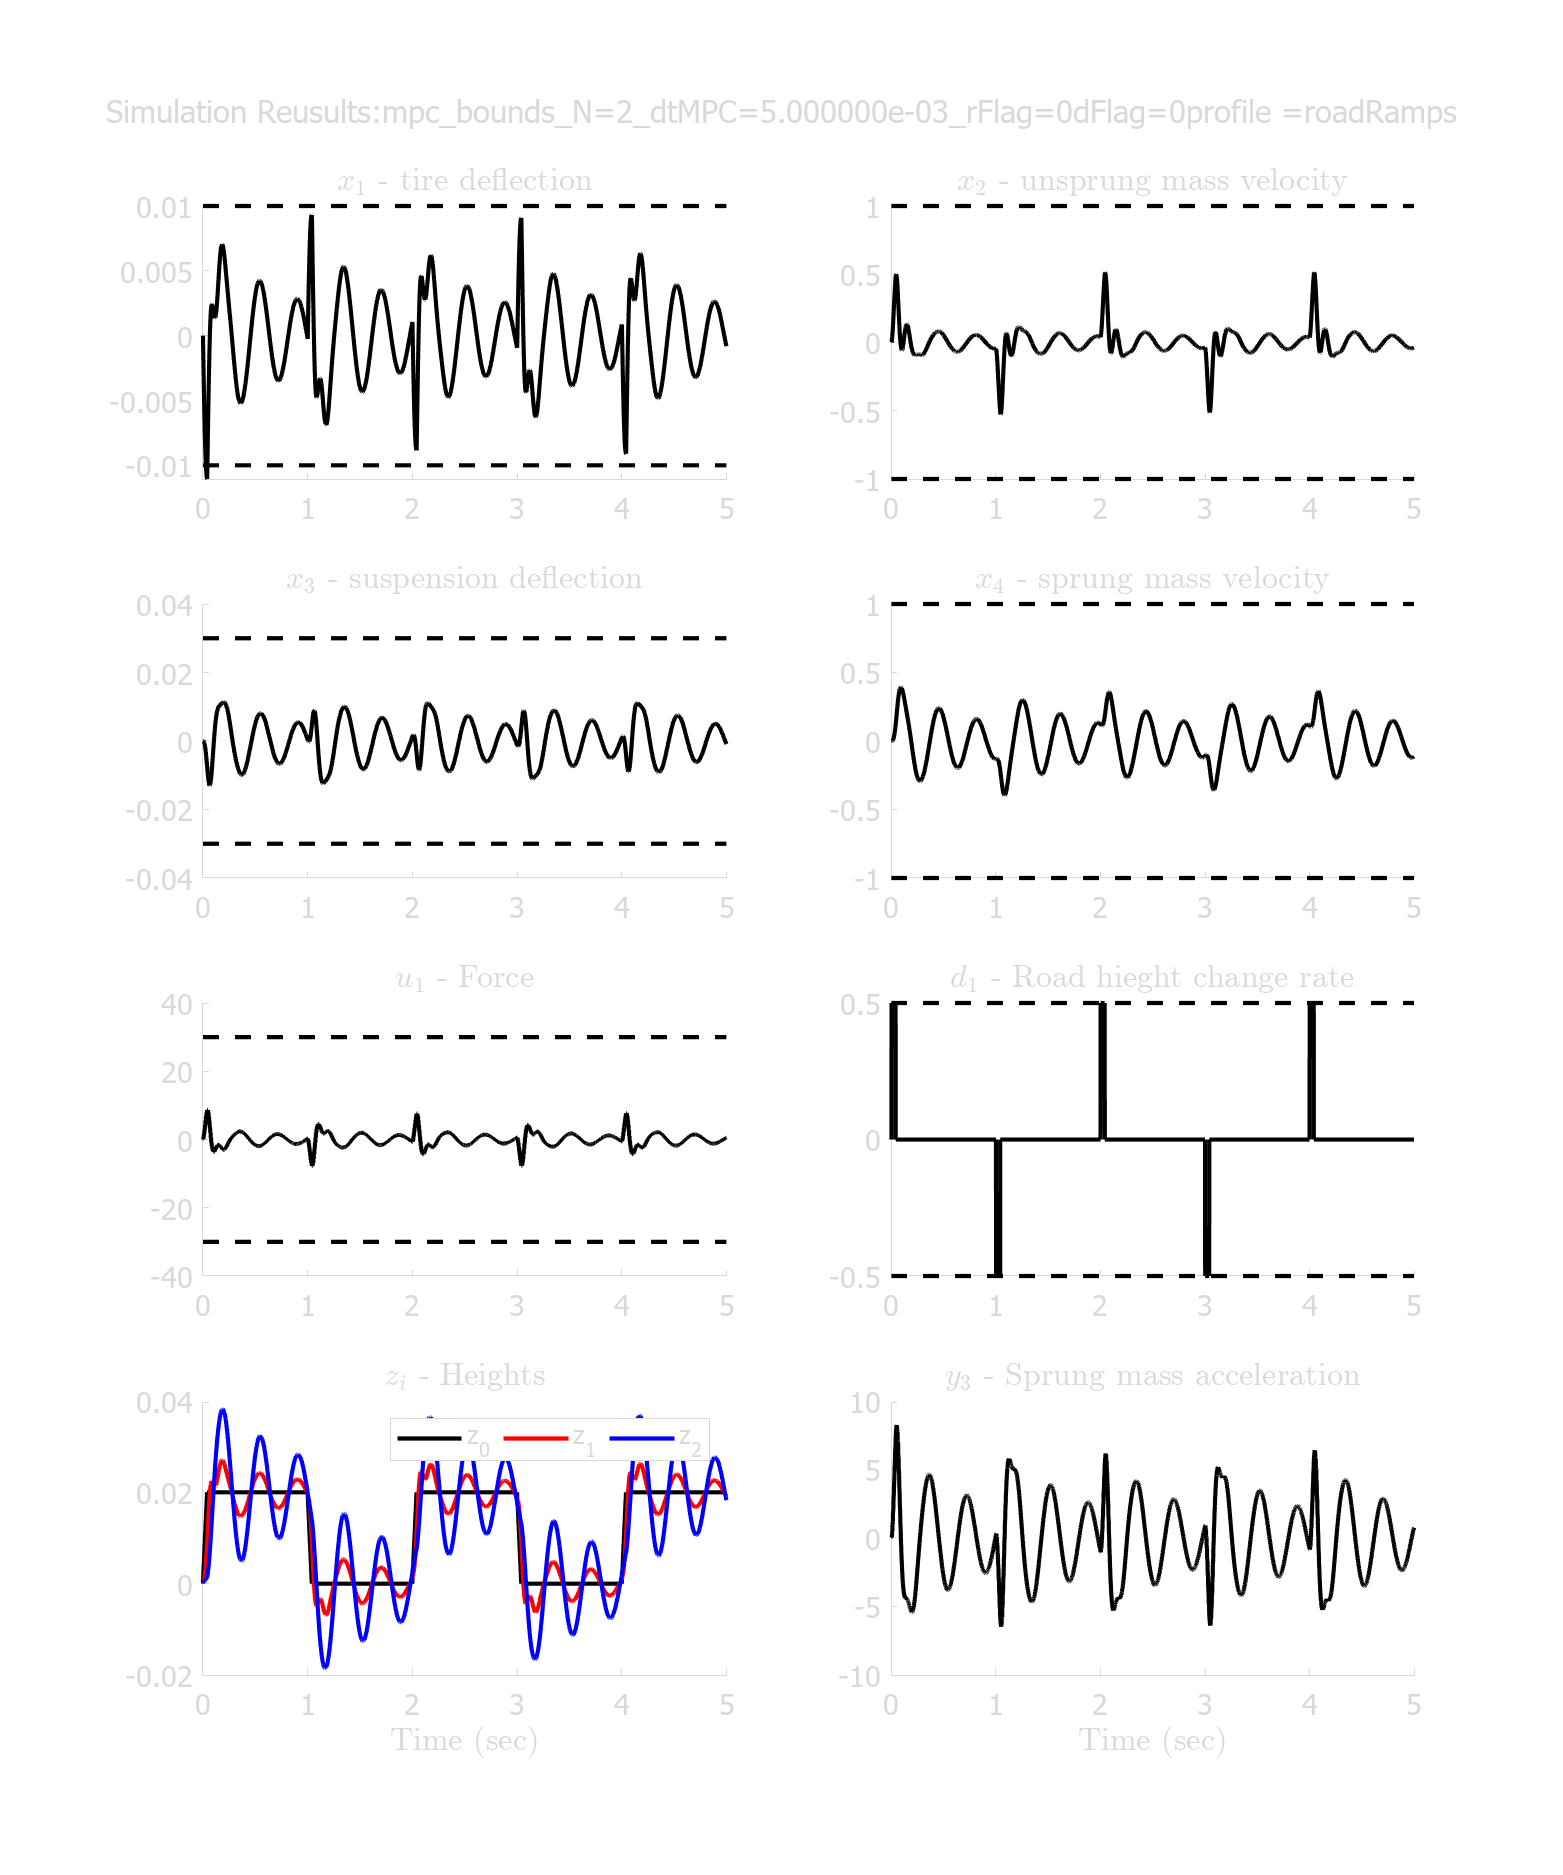 Simulation Reusults:mpc_bounds_N=2_dtMPC=5.000000e-03_rFlag=0dFlag=0profile =roadRamps
x₁ - tire deflection
0.01
0.005
0
-0.005
-0.01
0 1 2 3 4 5
x₂ - unsprung mass velocity
1
0.5
0
-0.5
-1
0 1 2 3 4 5
x₃ - suspension deflection
0.04
0.02
0
-0.02
-0.04
0 1 2 3 4 5
x₄ - sprung mass velocity
1
0.5
0
-0.5
-1
0 1 2 3 4 5
u₁ - Force
40
20
0
-20
-40
0 1 2 3 4 5
d₁ - Road hieght change rate
0.5
0
-0.5
0 1 2 3 4 5
zᵢ - Heights
0.04
0.02
0
-0.02
z₀ z₁ z₂
0 1 2 3 4 5
Time (sec)
y₃ - Sprung mass acceleration
10
5
0
-5
-10
0 1 2 3 4 5
Time (sec)